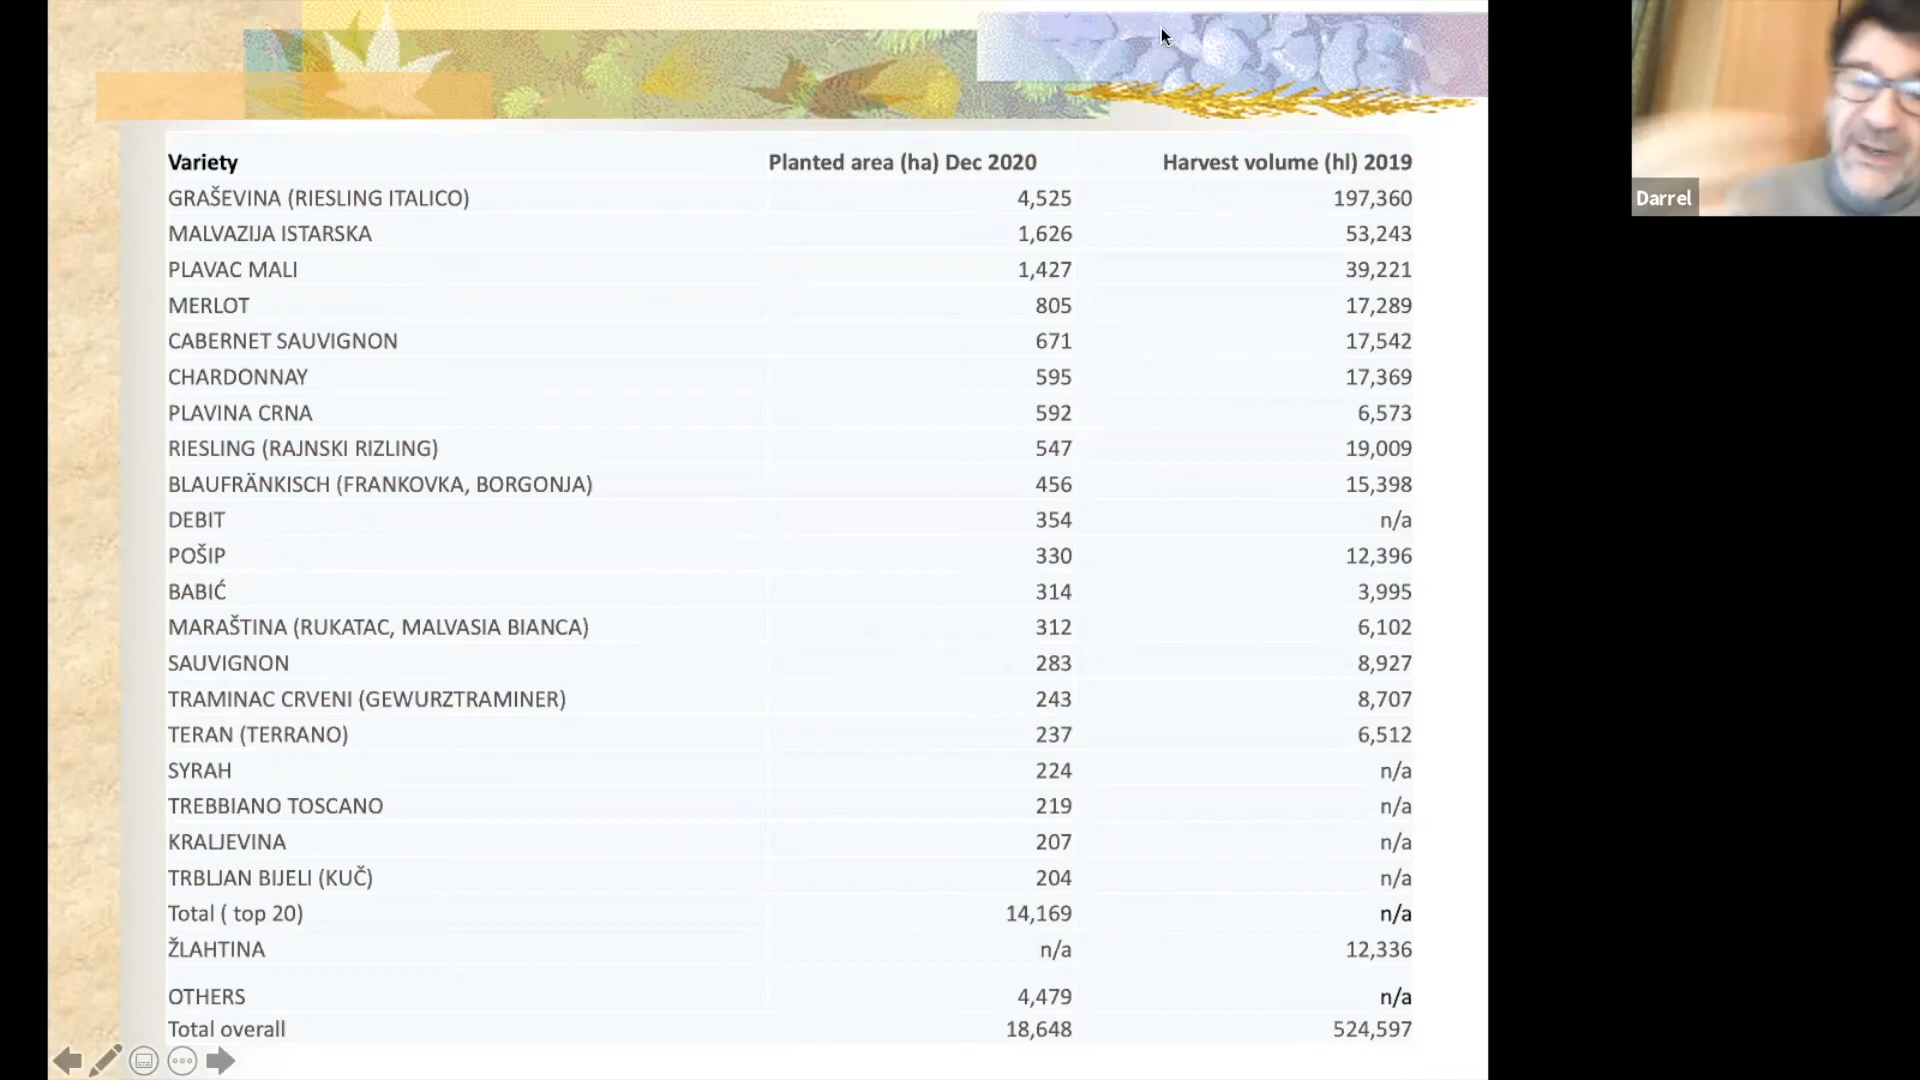 Variety Planted area (ha) Dec 2020 Harvest volume (hl) 2019
GRAŠEVINA (RIESLING ITALICO) 4,525 197,360
MALVAZIJA ISTARSKA 1,626 53,243
PLAVAC MALI 1,427 39,221
MERLOT 805 17,289
CABERNET SAUVIGNON 671 17,542
CHARDONNAY 595 17,369
PLAVINA CRNA 592 6,573
RIESLING (RAJNSKI RIZLING) 547 19,009
BLAUFRÄNKISCH (FRANKOVKA, BORGONJA) 456 15,398
DEBIT 354 n/a
POŠIP 330 12,396
BABIĆ 314 3,995
MARAŠTINA (RUKATAC, MALVASIA BIANCA) 312 6,102
SAUVIGNON 283 8,927
TRAMINAC CRVENI (GEWURZTRAMINER) 243 8,707
TERAN (TERRANO) 237 6,512
SYRAH 224 n/a
TREBBIANO TOSCANO 219 n/a
KRALJEVINA 207 n/a
TRBLJAN BIJELI (KUČ) 204 n/a
Total ( top 20) 14,169 n/a
ŽLAHTINA n/a 12,336
OTHERS 4,479 n/a
Total overall 18,648 524,597
Darrel